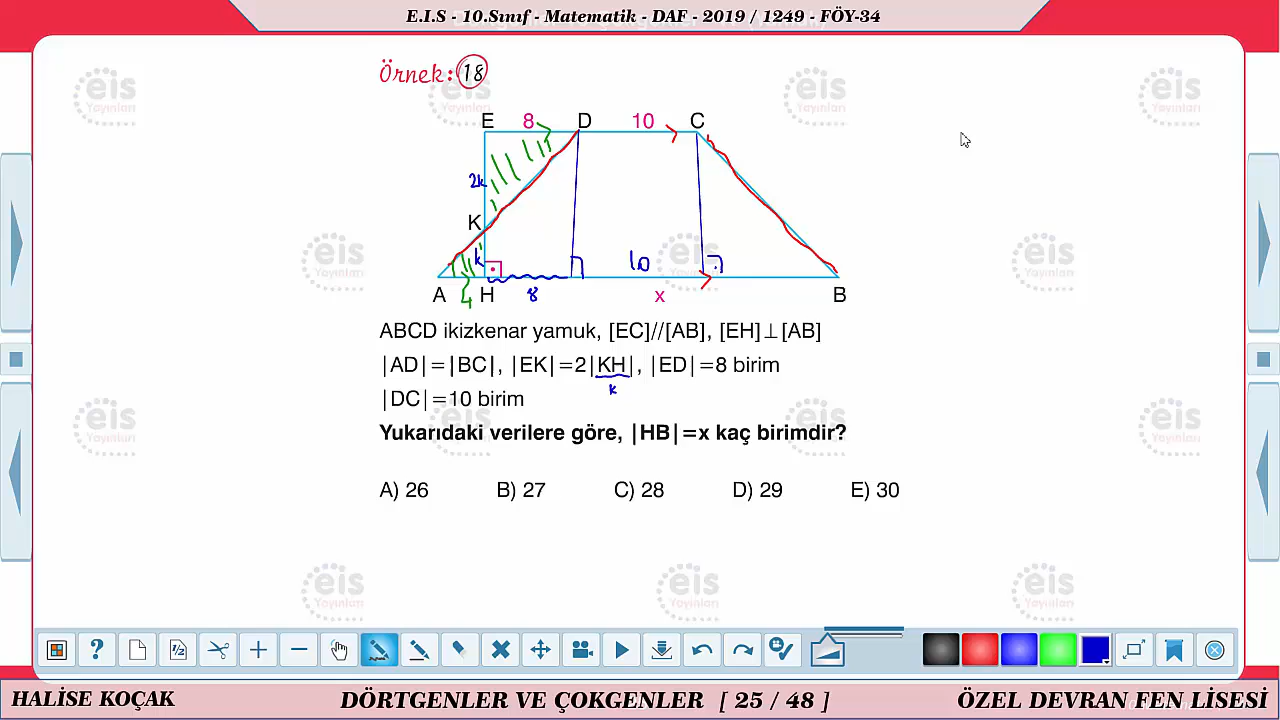 E.I.S - 10.Sınıf - Matematik - DAF - 2019 / 1249 - FÖY-34
Örnek: 18
eis Yayınları
E 8 D 10 C
2k
K
k
10
A 4 H 8 x B
ABCD ikizkenar yamuk, [EC]//[AB], [EH]⊥[AB]
|AD|=|BC|, |EK|=2|KH|, |ED|=8 birim
k
|DC|=10 birim
Yukarıdaki verilere göre, |HB|=x kaç birimdir?
A) 26 B) 27 C) 28 D) 29 E) 30
HALİSE KOÇAK DÖRTGENLER VE ÇOKGENLER [ 25 / 48 ] ÖZEL DEVRAN FEN LİSESİ